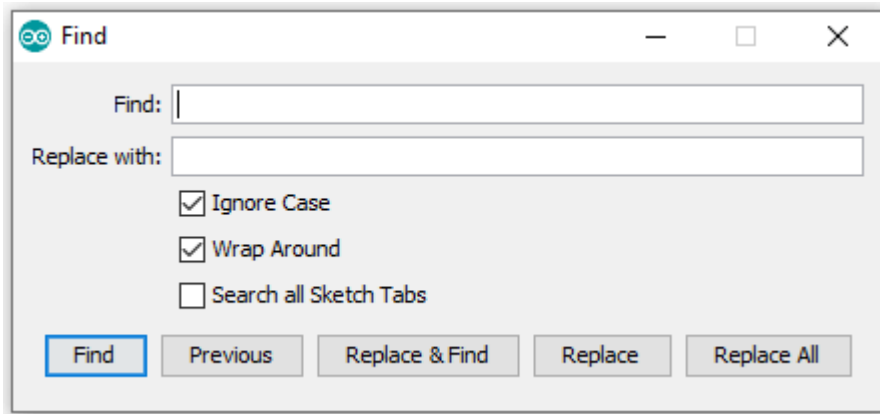 Find
Find:
Replace with:
Ignore Case
Wrap Around
Search all Sketch Tabs
Find Previous Replace & Find Replace Replace All